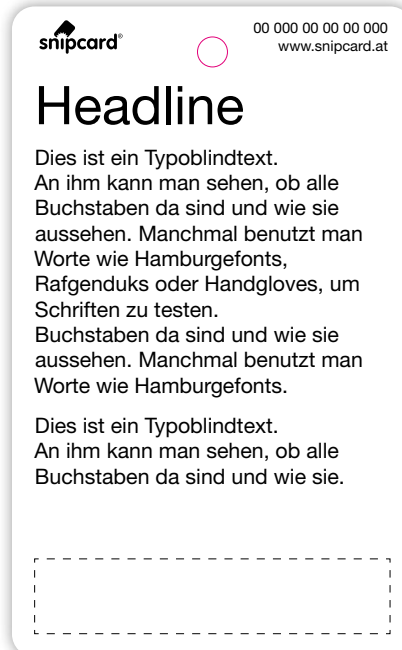 snipcard®
00 000 00 00 00 000
www.snipcard.at
Headline
Dies ist ein Typoblindtext.
An ihm kann man sehen, ob alle
Buchstaben da sind und wie sie
aussehen. Manchmal benutzt man
Worte wie Hamburgefonts,
Rafgenduks oder Handgloves, um
Schriften zu testen.
Buchstaben da sind und wie sie
aussehen. Manchmal benutzt man
Worte wie Hamburgefonts.
Dies ist ein Typoblindtext.
An ihm kann man sehen, ob alle
Buchstaben da sind und wie sie.